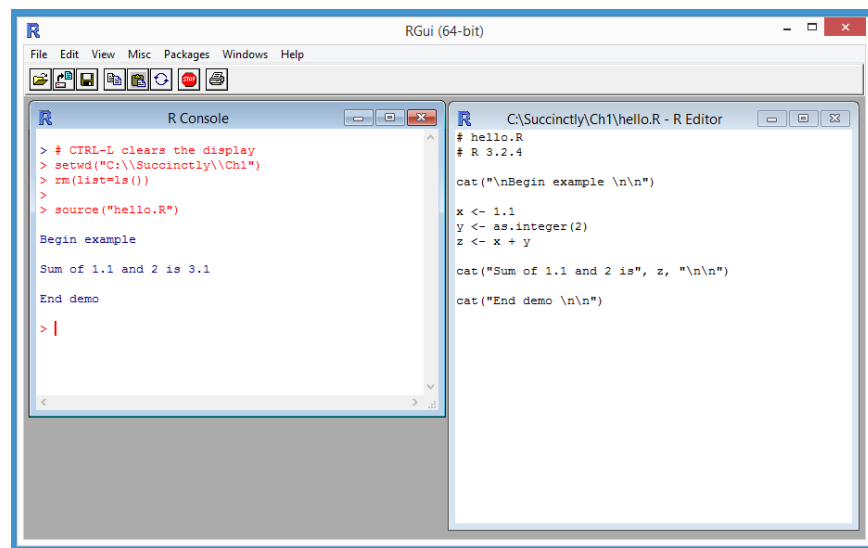 R
RGui (64-bit)
File Edit View Misc Packages Windows Help
STOP
R
R Console
> # CTRL-L clears the display
> setwd("C:\\Succinctly\\Ch1")
> rm(list=ls())
>
> source("hello.R")
Begin example
Sum of 1.1 and 2 is 3.1
End demo
>
R
C:\Succinctly\Ch1\hello.R - R Editor
# hello.R
# R 3.2.4
cat("\nBegin example \n\n")
x <- 1.1
y <- as.integer(2)
z <- x + y
cat("Sum of 1.1 and 2 is", z, "\n\n")
cat("End demo \n\n")